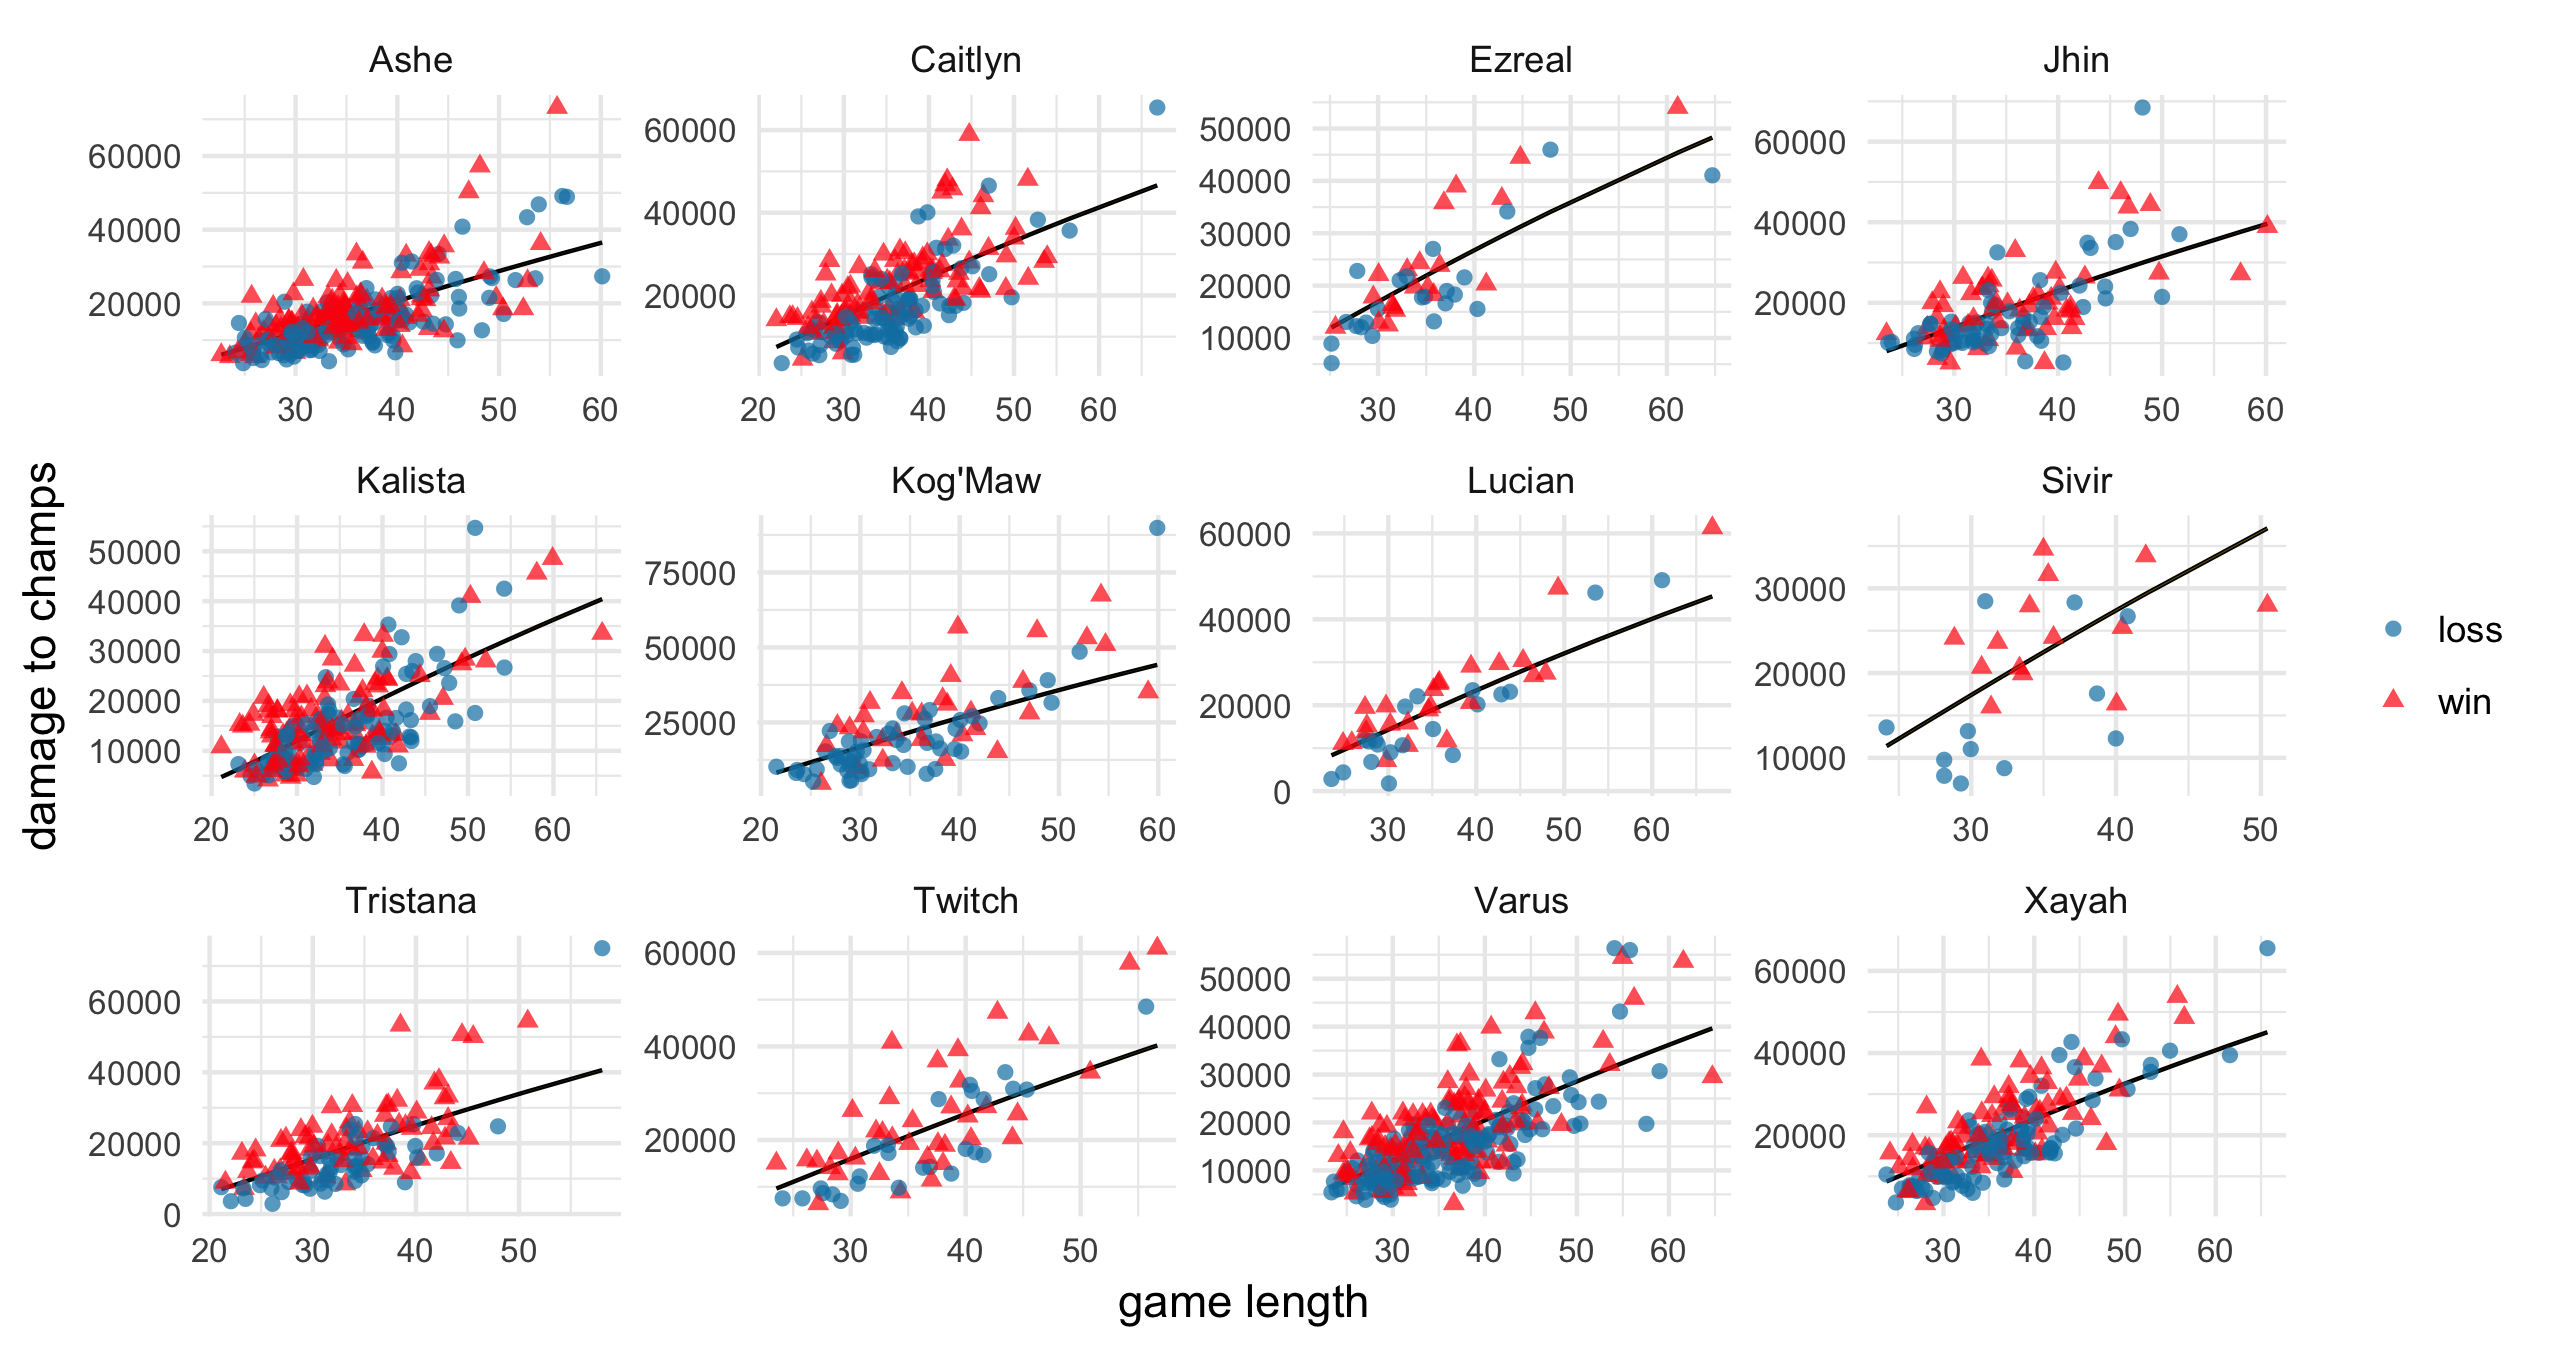 Ashe Caitlyn Ezreal Jhin
60000 40000 20000
60000 40000 20000
50000 40000 30000 20000 10000
60000 40000 20000
30 40 50 60
20 30 40 50 60
30 40 50 60
30 40 50 60
damage to champs
Kalista Kog'Maw Lucian Sivir
50000 40000 30000 20000 10000
75000 50000 25000
60000 40000 20000 0
30000 20000 10000
20 30 40 50 60
20 30 40 50 60
30 40 50 60
30 40 50
loss
win
Tristana Twitch Varus Xayah
60000 40000 20000 0
60000 40000 20000
50000 40000 30000 20000 10000
60000 40000 20000
20 30 40 50
30 40 50
30 40 50 60
30 40 50 60
game length